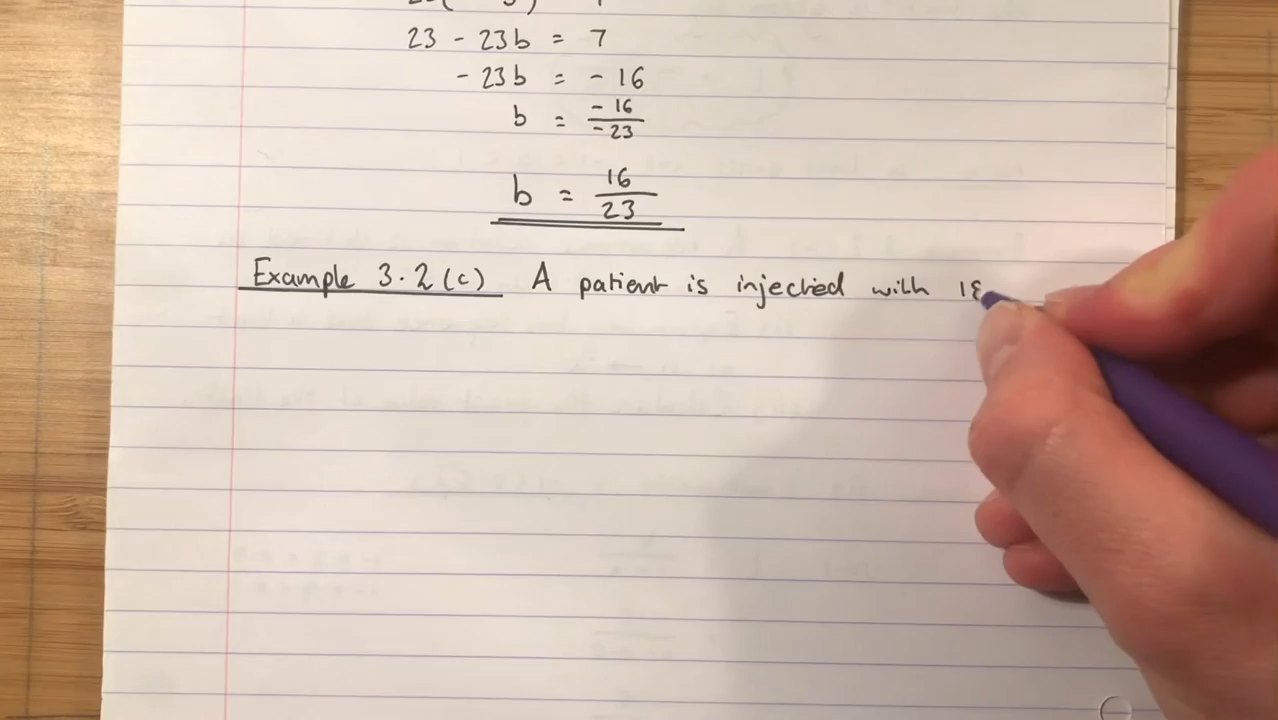 23 - 23b = 7
- 23b = - 16
b = -16/-23
b = 16/23
Example 3.2 (c) A patient is injected with